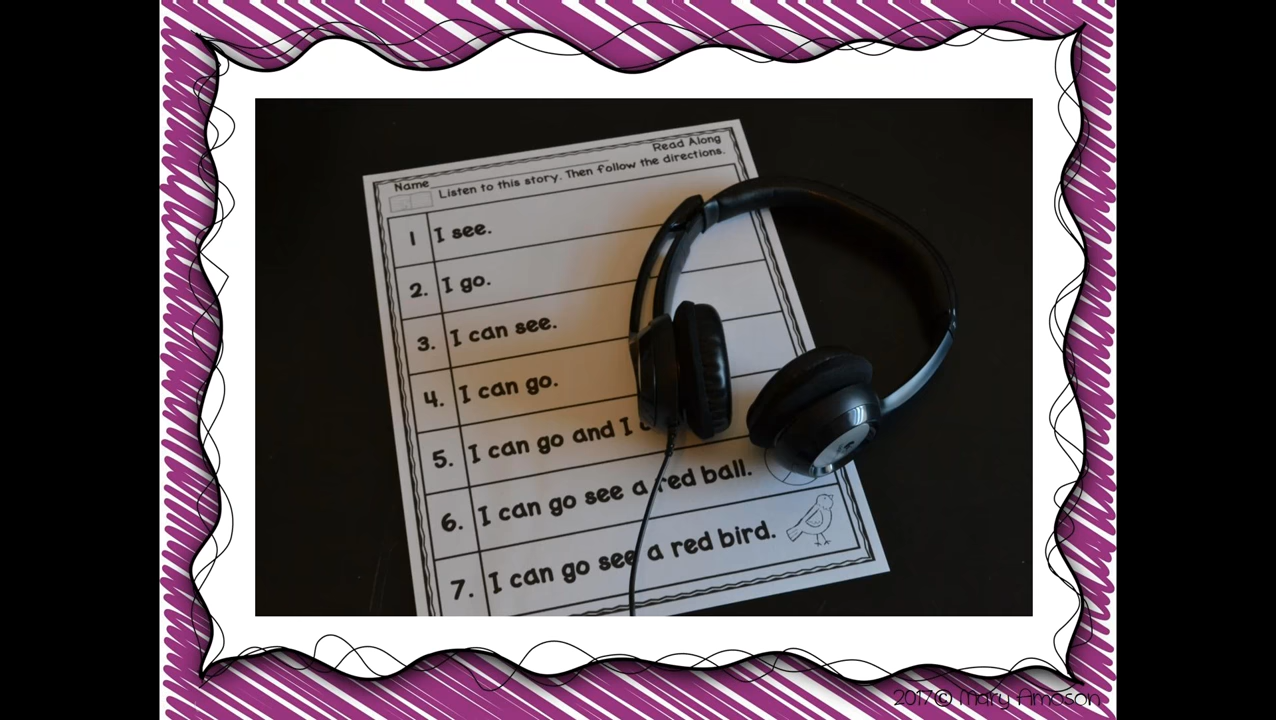 Read Along
Name
Listen to this story. Then follow the directions.
1 I see.
2. I go.
3. I can see.
4. I can go.
5. I can go and I
6. I can go see a red ball.
7. I can go see a red bird.
2017© Mary Amoson